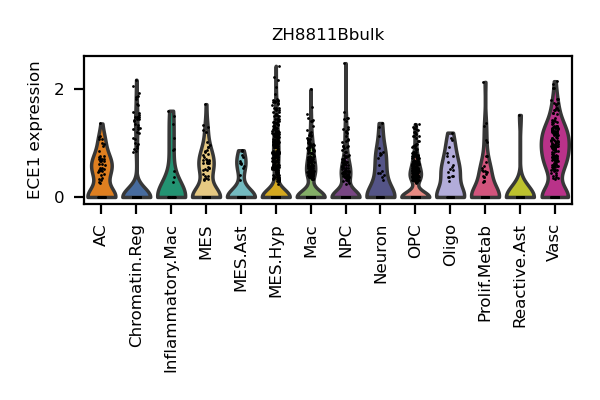 ZH8811Bbulk
ECE1 expression
2
0
AC
Chromatin.Reg
Inflammatory.Mac
MES
MES.Ast
MES.Hyp
Mac
NPC
Neuron
OPC
Oligo
Prolif.Metab
Reactive.Ast
Vasc